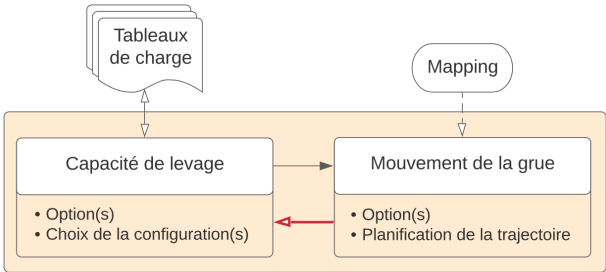 Tableaux
de charge
Mapping
Capacité de levage
Mouvement de la grue
• Option(s)
• Choix de la configuration(s)
• Option(s)
• Planification de la trajectoire